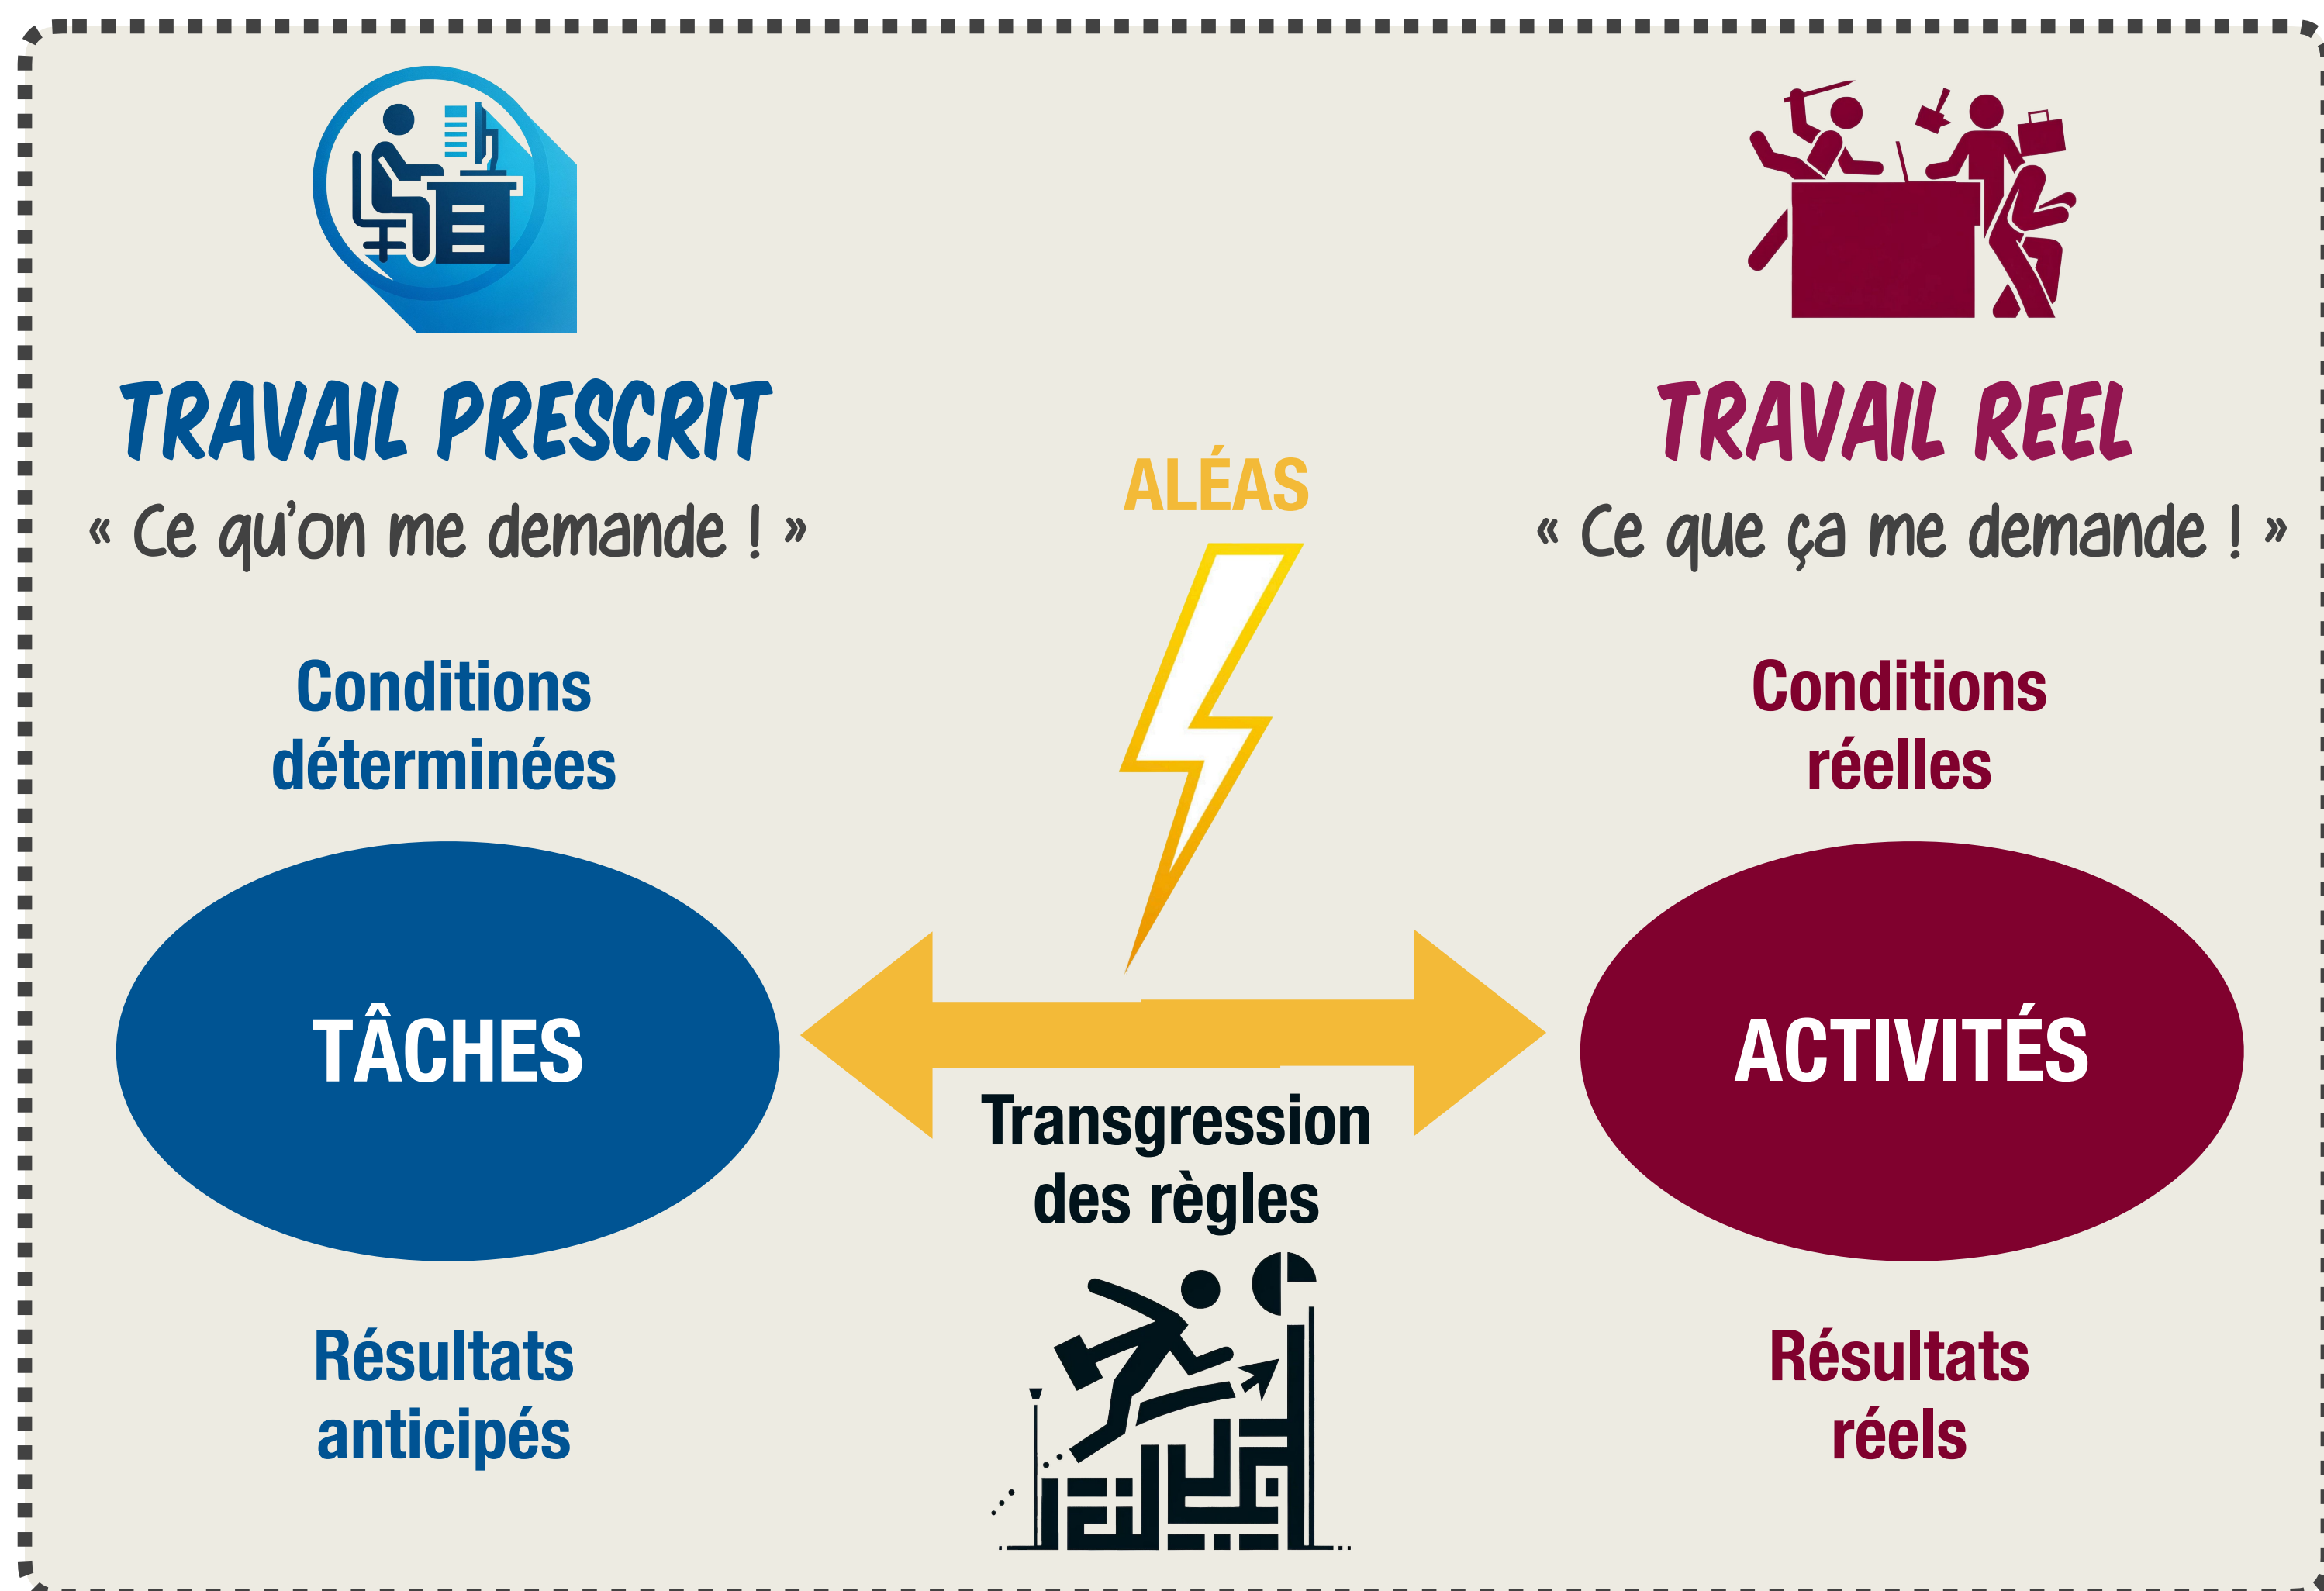 TRAVAIL PRESCRIT
« Ce qu'on me demande ! »
Conditions
déterminées
TÂCHES
Résultats
anticipés
ALÉAS
Transgression
des règles
TRAVAIL REEL
« Ce que ça me demande ! »
Conditions
réelles
ACTIVITÉS
Résultats
réels